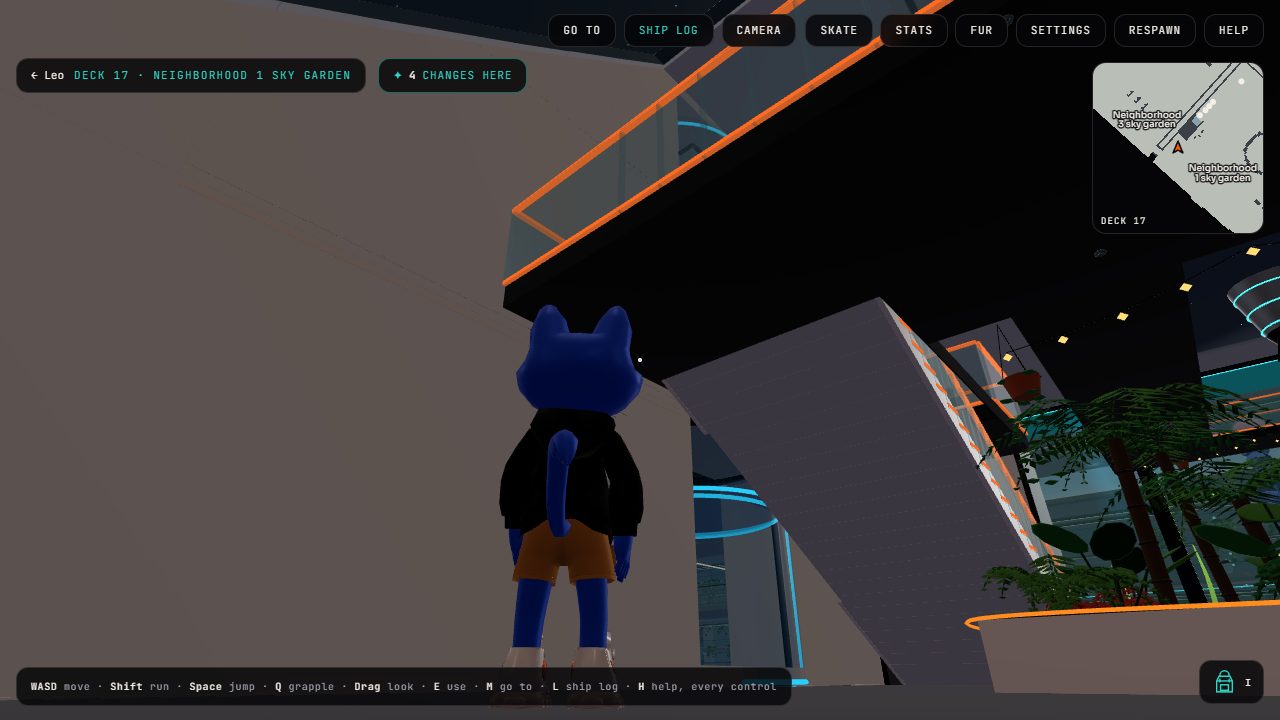 GO TO
SHIP LOG
CAMERA
SKATE
STATS
FUR
SETTINGS
RESPAWN
HELP
← Leo DECK 17 · NEIGHBORHOOD 1 SKY GARDEN
✦ 4 CHANGES HERE
Neighborhood
3 sky garden
Neighborhood
1 sky garden
DECK 17
WASD move · Shift run · Space jump · Q grapple · Drag look · E use · M go to · L ship log · H help, every control
I